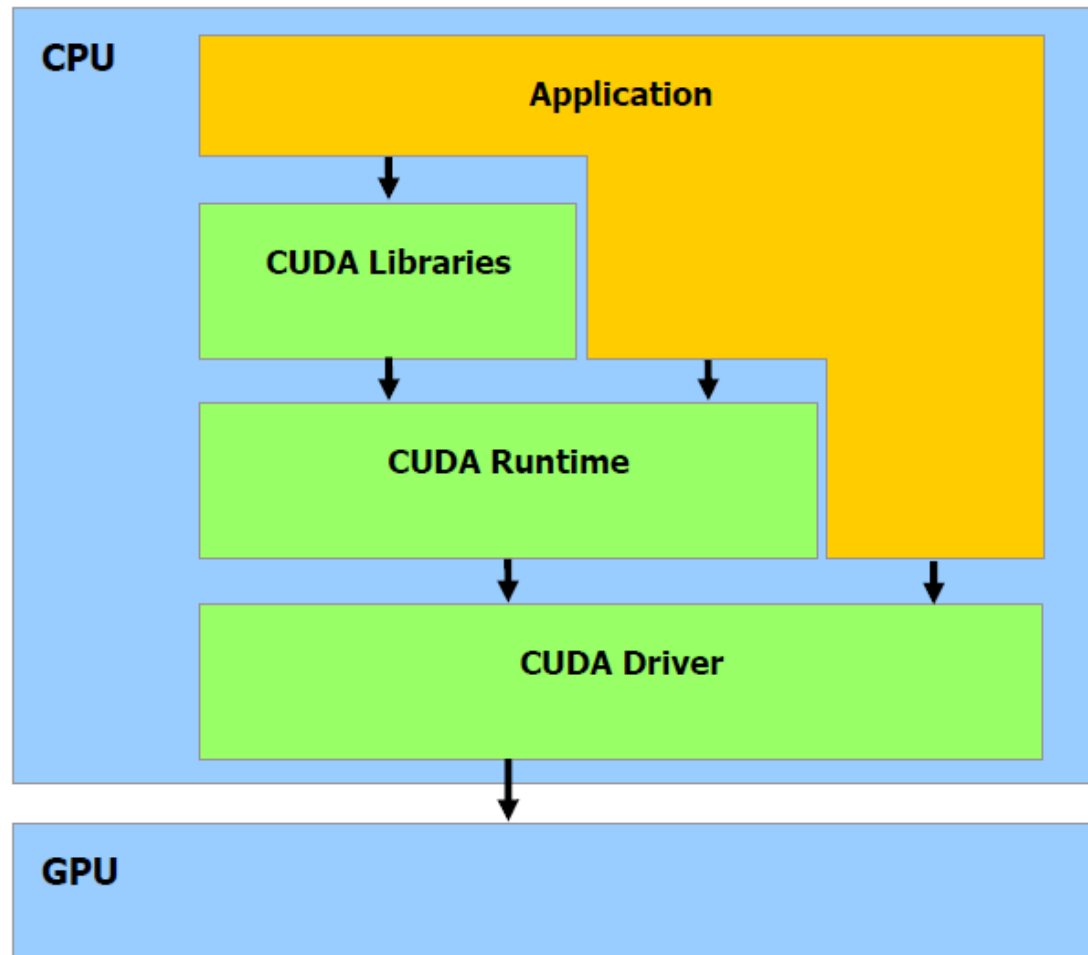 CPU
Application
CUDA Libraries
CUDA Runtime
CUDA Driver
GPU